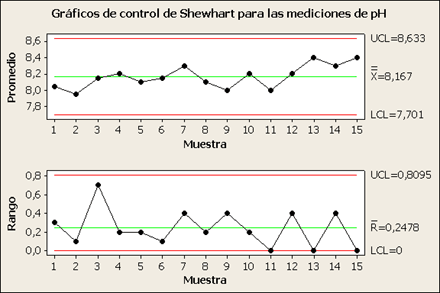 Gráficos de control de Shewhart para las mediciones de pH
Promedio
8,6
8,4
8,2
8,0
7,8
UCL=8,633
X̿=8,167
LCL=7,701
1 2 3 4 5 6 7 8 9 10 11 12 13 14 15
Muestra
Rango
0,8
0,6
0,4
0,2
0,0
UCL=0,8095
R̅=0,2478
LCL=0
1 2 3 4 5 6 7 8 9 10 11 12 13 14 15
Muestra